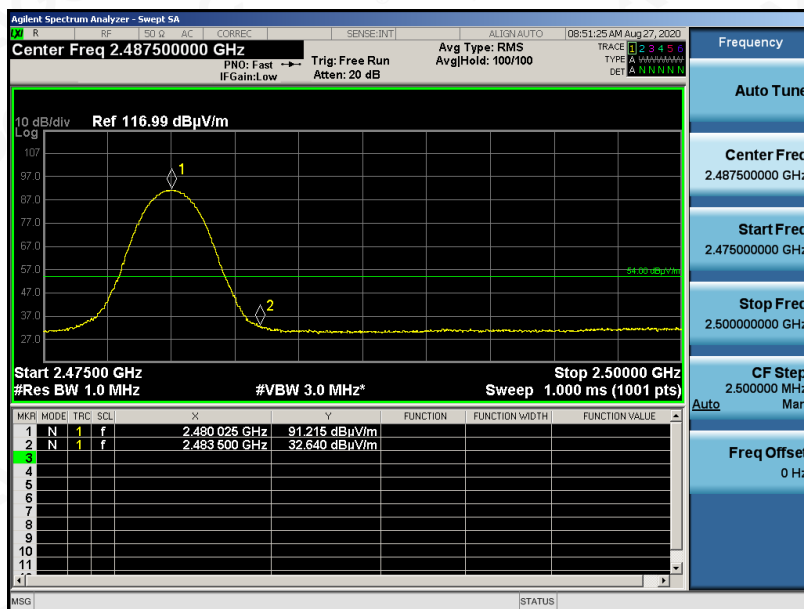 Agilent Spectrum Analyzer - Swept SA
LXI R RF 50 Ω AC CORREC SENSE:INT ALIGN AUTO 08:51:25 AM Aug 27, 2020
Center Freq 2.487500000 GHz
PNO: Fast
IFGain:Low
Trig: Free Run
Atten: 20 dB
Avg Type: RMS
Avg|Hold: 100/100
TRACE 1 2 3 4 5 6
TYPE A WWWWW
DET A N N N N N
10 dB/div Ref 116.99 dBµV/m
Log
107
97.0
87.0
77.0
67.0
57.0
47.0
37.0
27.0
1
2
54.00 dBµV/m
Start 2.47500 GHz Stop 2.50000 GHz
#Res BW 1.0 MHz #VBW 3.0 MHz* Sweep 1.000 ms (1001 pts)
MKR MODE TRC SCL X Y FUNCTION FUNCTION WIDTH FUNCTION VALUE
1 N 1 f 2.480 025 GHz 91.215 dBµV/m
2 N 1 f 2.483 500 GHz 32.640 dBµV/m
3
4
5
6
7
8
9
10
11
MSG STATUS
Frequency
Auto Tune
Center Freq
2.487500000 GHz
Start Freq
2.475000000 GHz
Stop Freq
2.500000000 GHz
CF Step
2.500000 MHz
Auto Man
Freq Offset
0 Hz